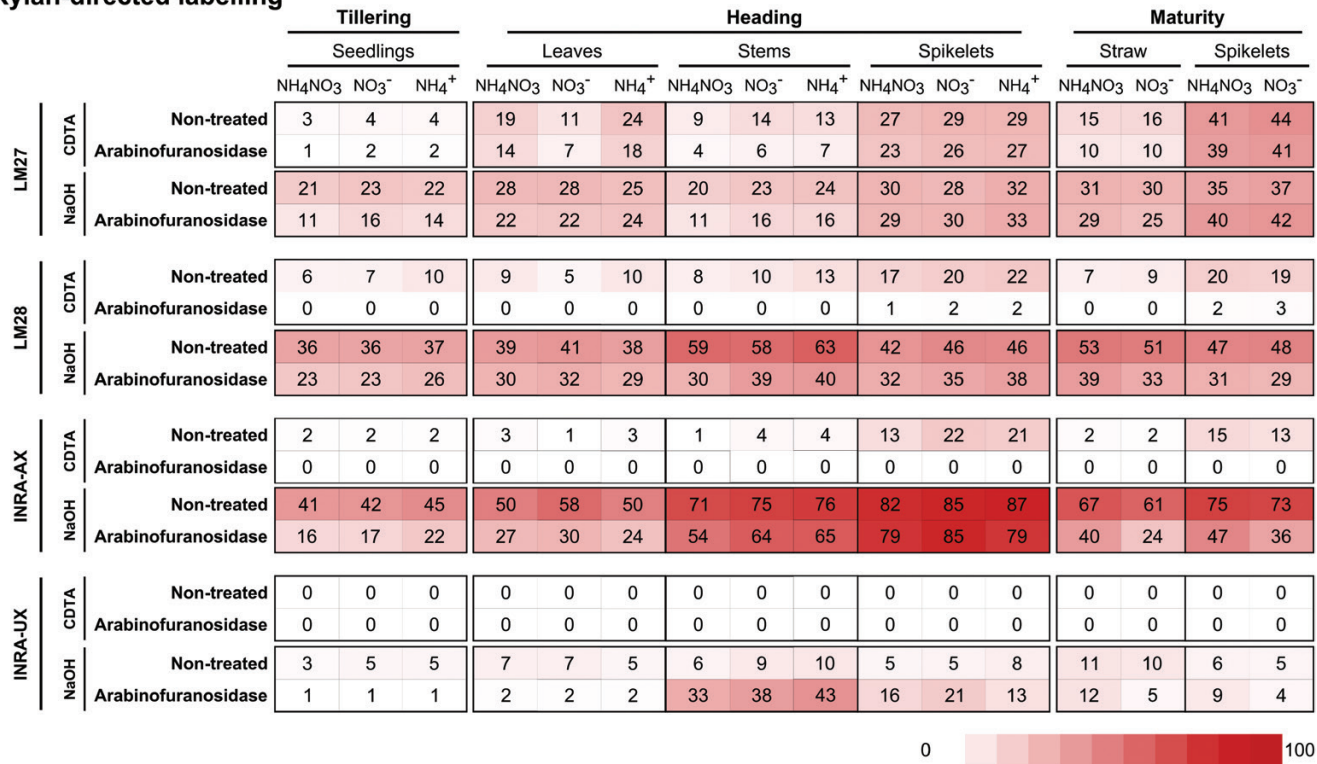 Xylan-directed labelling
Tillering Heading Maturity
Seedlings Leaves Stems Spikelets Straw Spikelets
NH4NO3 NO3- NH4+ NH4NO3 NO3- NH4+ NH4NO3 NO3- NH4+ NH4NO3 NO3- NH4+ NH4NO3 NO3- NH4NO3 NO3-
LM27
CDTA
Non-treated 3 4 4 19 11 24 9 14 13 27 29 29 15 16 41 44
Arabinofuranosidase 1 2 2 14 7 18 4 6 7 23 26 27 10 10 39 41
NaOH
Non-treated 21 23 22 28 28 25 20 23 24 30 28 32 31 30 35 37
Arabinofuranosidase 11 16 14 22 22 24 11 16 16 29 30 33 29 25 40 42
LM28
CDTA
Non-treated 6 7 10 9 5 10 8 10 13 17 20 22 7 9 20 19
Arabinofuranosidase 0 0 0 0 0 0 0 0 0 1 2 2 0 0 2 3
NaOH
Non-treated 36 36 37 39 41 38 59 58 63 42 46 46 53 51 47 48
Arabinofuranosidase 23 23 26 30 32 29 30 39 40 32 35 38 39 33 31 29
INRA-AX
CDTA
Non-treated 2 2 2 3 1 3 1 4 4 13 22 21 2 2 15 13
Arabinofuranosidase 0 0 0 0 0 0 0 0 0 0 0 0 0 0 0 0
NaOH
Non-treated 41 42 45 50 58 50 71 75 76 82 85 87 67 61 75 73
Arabinofuranosidase 16 17 22 27 30 24 54 64 65 79 85 79 40 24 47 36
INRA-UX
CDTA
Non-treated 0 0 0 0 0 0 0 0 0 0 0 0 0 0 0 0
Arabinofuranosidase 0 0 0 0 0 0 0 0 0 0 0 0 0 0 0 0
NaOH
Non-treated 3 5 5 7 7 5 6 9 10 5 5 8 11 10 6 5
Arabinofuranosidase 1 1 1 2 2 2 33 38 43 16 21 13 12 5 9 4
0 100